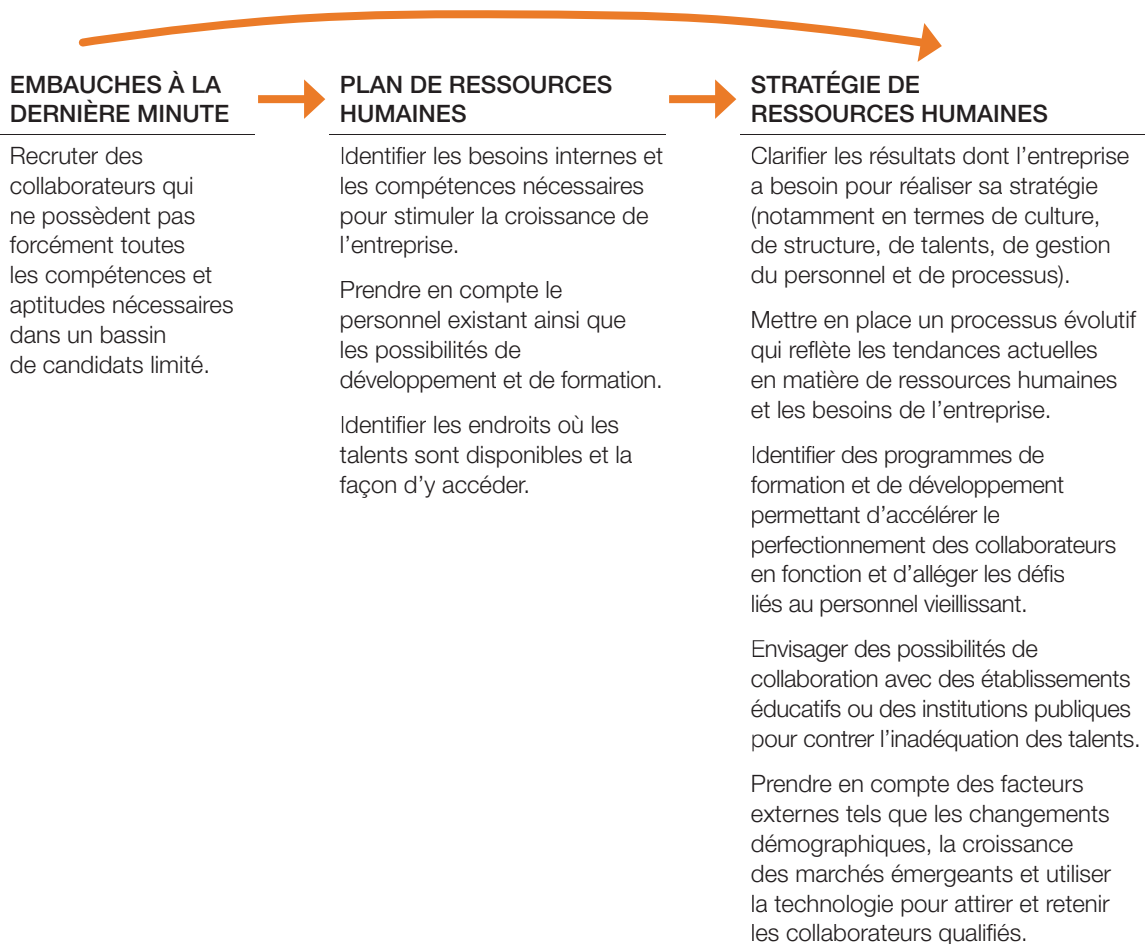 EMBAUCHES À LA
DERNIÈRE MINUTE
Recruter des
collaborateurs qui
ne possèdent pas
forcément toutes
les compétences et
aptitudes nécessaires
dans un bassin
de candidats limité.
PLAN DE RESSOURCES
HUMAINES
Identifier les besoins internes et
les compétences nécessaires
pour stimuler la croissance de
l’entreprise.
Prendre en compte le
personnel existant ainsi que
les possibilités de
développement et de formation.
Identifier les endroits où les
talents sont disponibles et la
façon d’y accéder.
STRATÉGIE DE
RESSOURCES HUMAINES
Clarifier les résultats dont l’entreprise
a besoin pour réaliser sa stratégie
(notamment en termes de culture,
de structure, de talents, de gestion
du personnel et de processus).
Mettre en place un processus évolutif
qui reflète les tendances actuelles
en matière de ressources humaines
et les besoins de l’entreprise.
Identifier des programmes de
formation et de développement
permettant d’accélérer le
perfectionnement des collaborateurs
en fonction et d’alléger les défis
liés au personnel vieillissant.
Envisager des possibilités de
collaboration avec des établissements
éducatifs ou des institutions publiques
pour contrer l’inadéquation des talents.
Prendre en compte des facteurs
externes tels que les changements
démographiques, la croissance
des marchés émergeants et utiliser
la technologie pour attirer et retenir
les collaborateurs qualifiés.